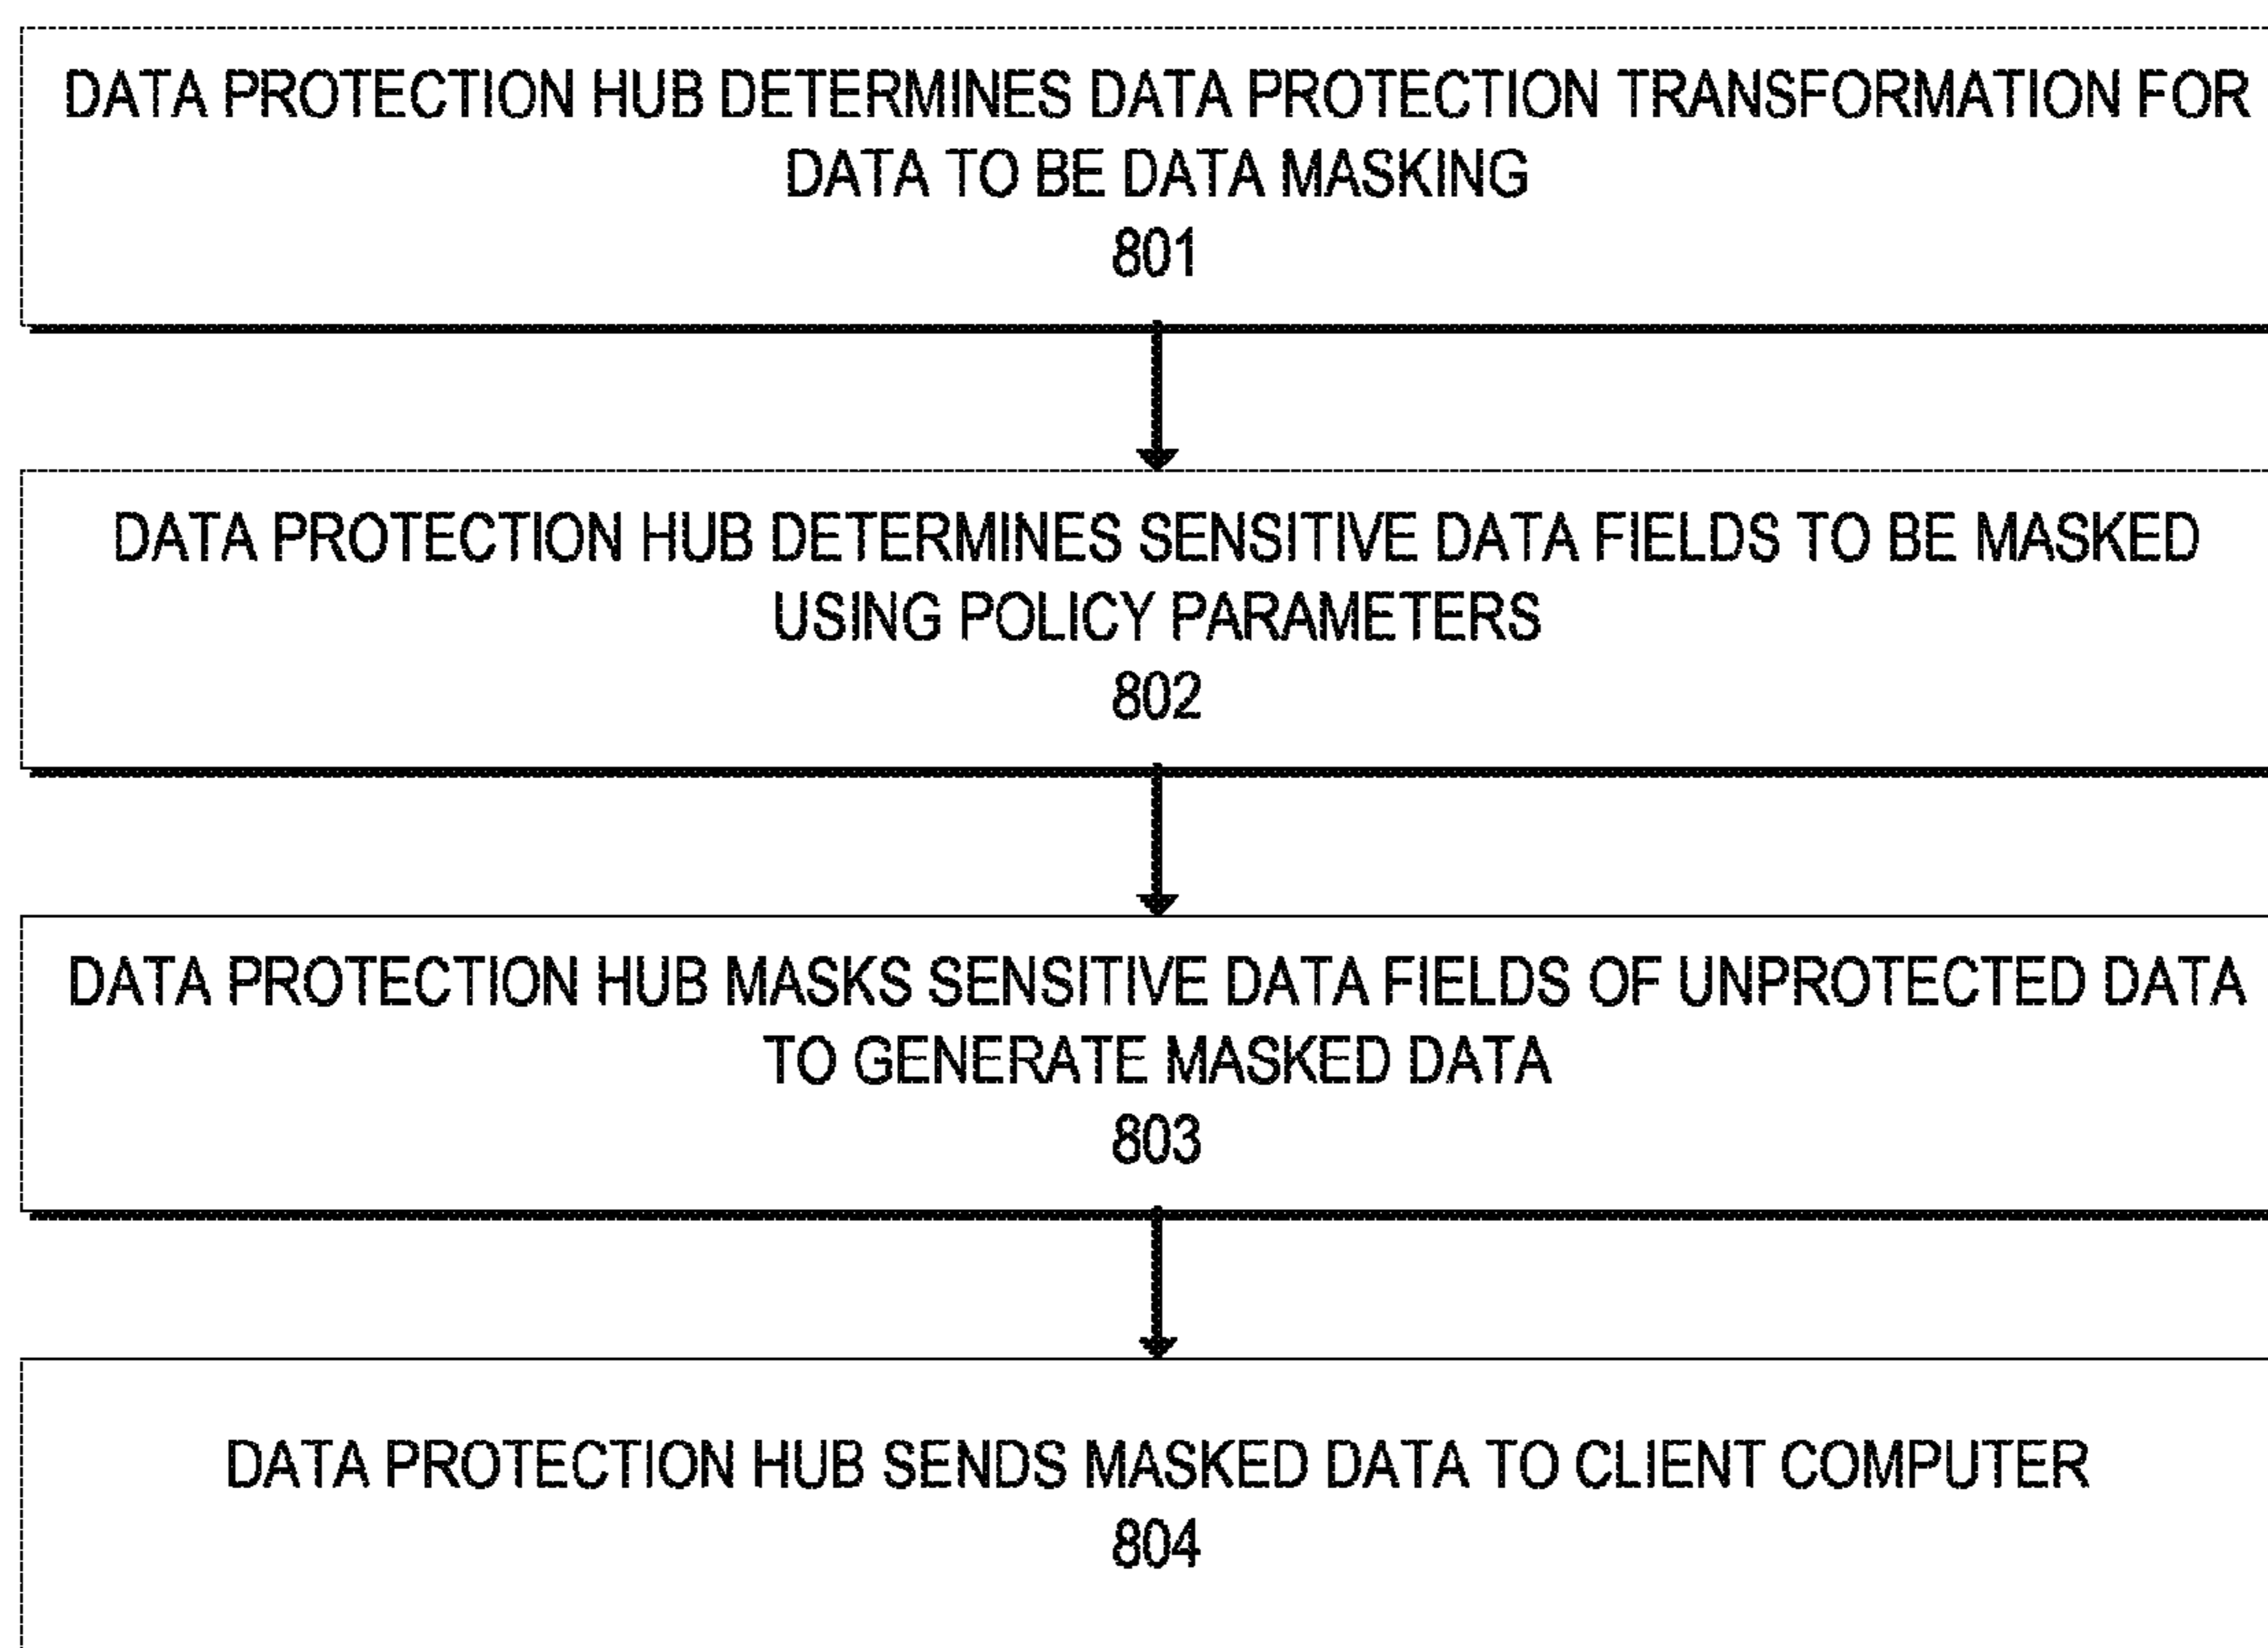 DATA PROTECTION HUB DETERMINES DATA PROTECTION TRANSFORMATION FOR
DATA TO BE DATA MASKING
801
DATA PROTECTION HUB DETERMINES SENSITIVE DATA FIELDS TO BE MASKED
USING POLICY PARAMETERS
802
DATA PROTECTION HUB MASKS SENSITIVE DATA FIELDS OF UNPROTECTED DATA
TO GENERATE MASKED DATA
803
DATA PROTECTION HUB SENDS MASKED DATA TO CLIENT COMPUTER
804